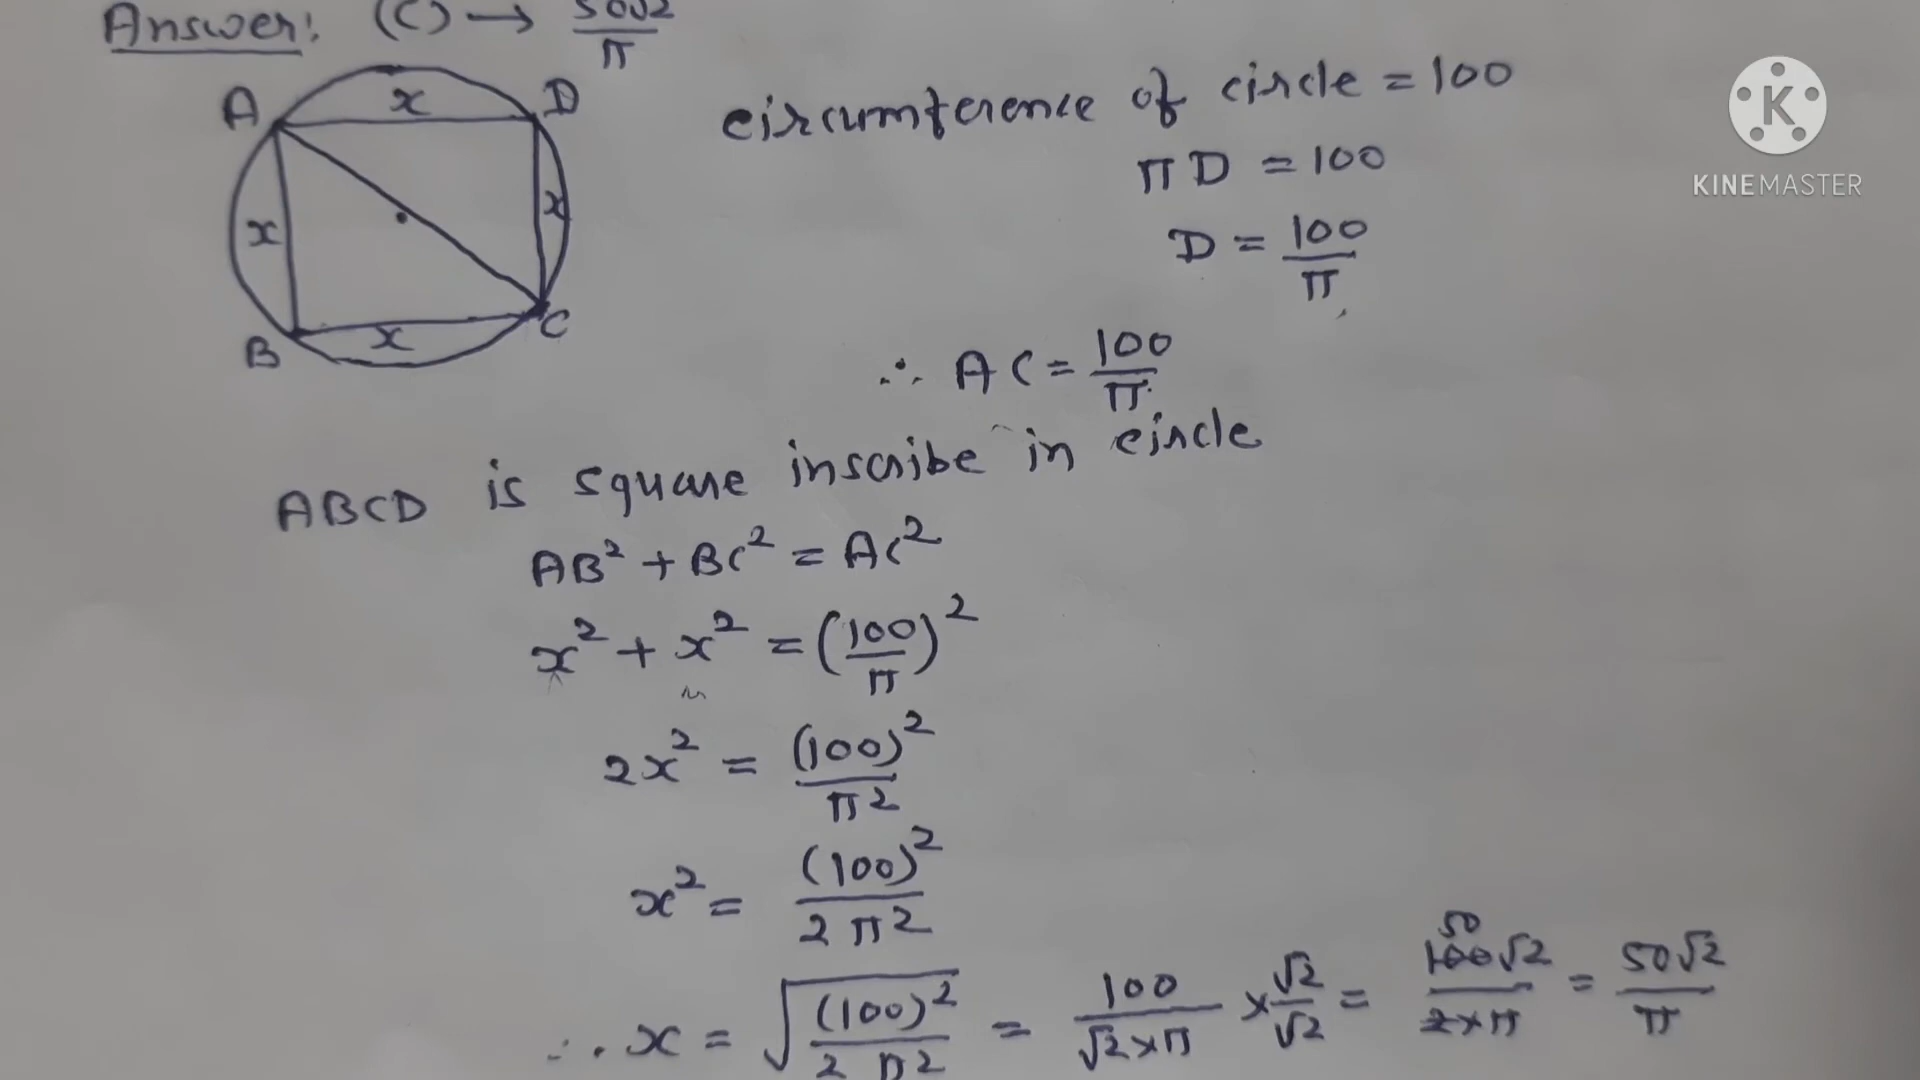 Answer: (C) → 50√2/π
A x D
x x
B x C
circumference of circle = 100
π D = 100
D = 100/π
∴ AC = 100/π
ABCD is square inscribe in circle
AB² + BC² = AC²
x² + x² = (100/π)²
2x² = (100)²/π²
x² = (100)²/2π²
∴ x = √((100)²/2π²) = 100/√2×π × √2/√2 = 50 100√2/2×π = 50√2/π
K
KINEMASTER